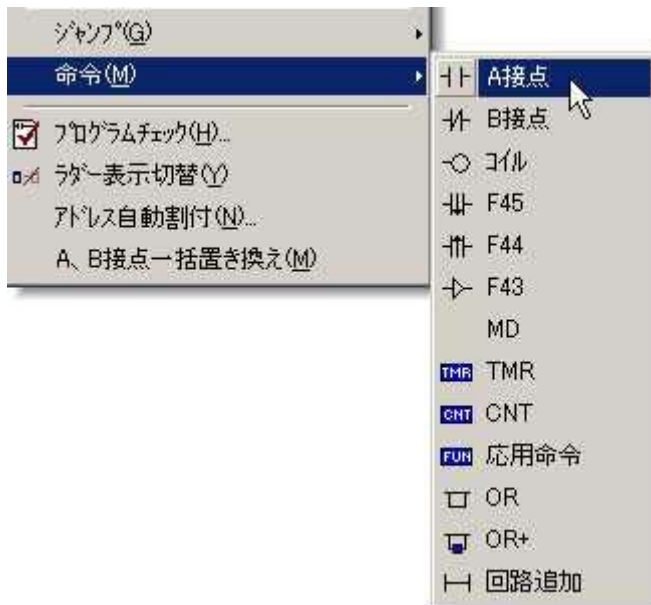 ジャンプ(G)
命令(M)
プログラムチェック(H)...
ラダー表示切替(Y)
アドレス自動割付(N)...
A、B接点一括置き換え(M)
A接点
B接点
コイル
F45
F44
F43
MD
TMR TMR
CNT CNT
FUN 応用命令
OR
OR+
回路追加